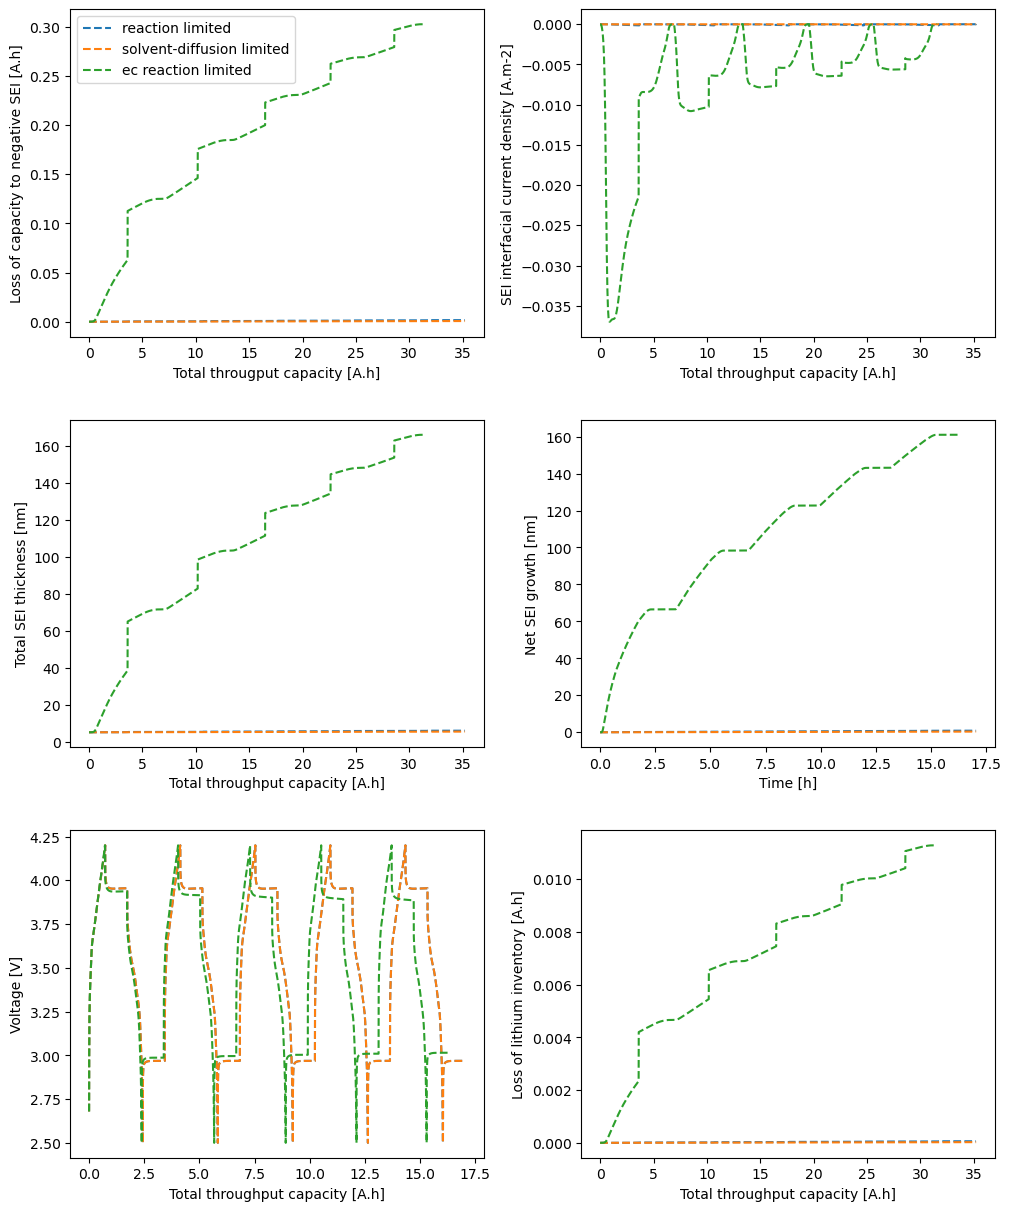 reaction limited
solvent-diffusion limited
ec reaction limited
Loss of capacity to negative SEI [A.h]
0.30
0.25
0.20
0.15
0.10
0.05
0.00
0 5 10 15 20 25 30 35
Total througput capacity [A.h]
SEI interfacial current density [A.m-2]
0.000
−0.005
−0.010
−0.015
−0.020
−0.025
−0.030
−0.035
0 5 10 15 20 25 30 35
Total throughput capacity [A.h]
Total SEI thickness [nm]
160
140
120
100
80
60
40
20
0
0 5 10 15 20 25 30 35
Total throughput capacity [A.h]
Net SEI growth [nm]
160
140
120
100
80
60
40
20
0
0.0 2.5 5.0 7.5 10.0 12.5 15.0 17.5
Time [h]
Voltage [V]
4.25
4.00
3.75
3.50
3.25
3.00
2.75
2.50
0.0 2.5 5.0 7.5 10.0 12.5 15.0 17.5
Total throughput capacity [A.h]
Loss of lithium inventory [A.h]
0.010
0.008
0.006
0.004
0.002
0.000
0 5 10 15 20 25 30 35
Total throughput capacity [A.h]